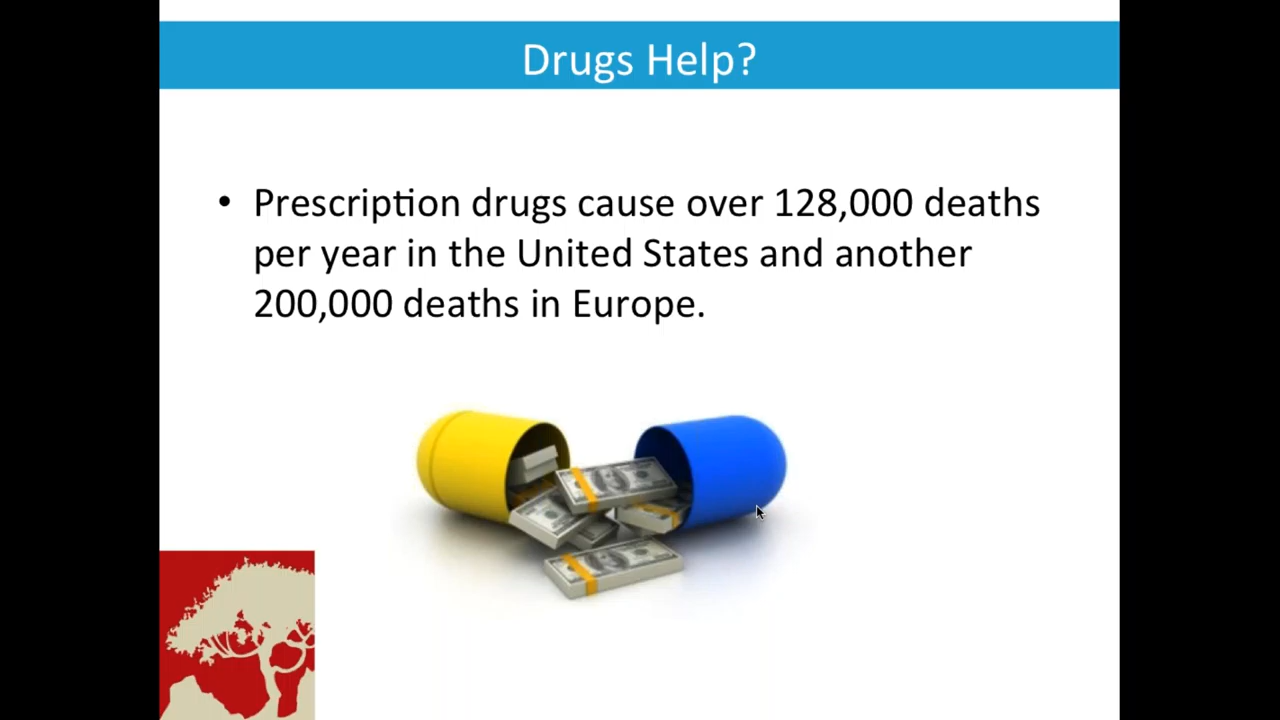 Drugs Help?
• Prescription drugs cause over 128,000 deaths
per year in the United States and another
200,000 deaths in Europe.